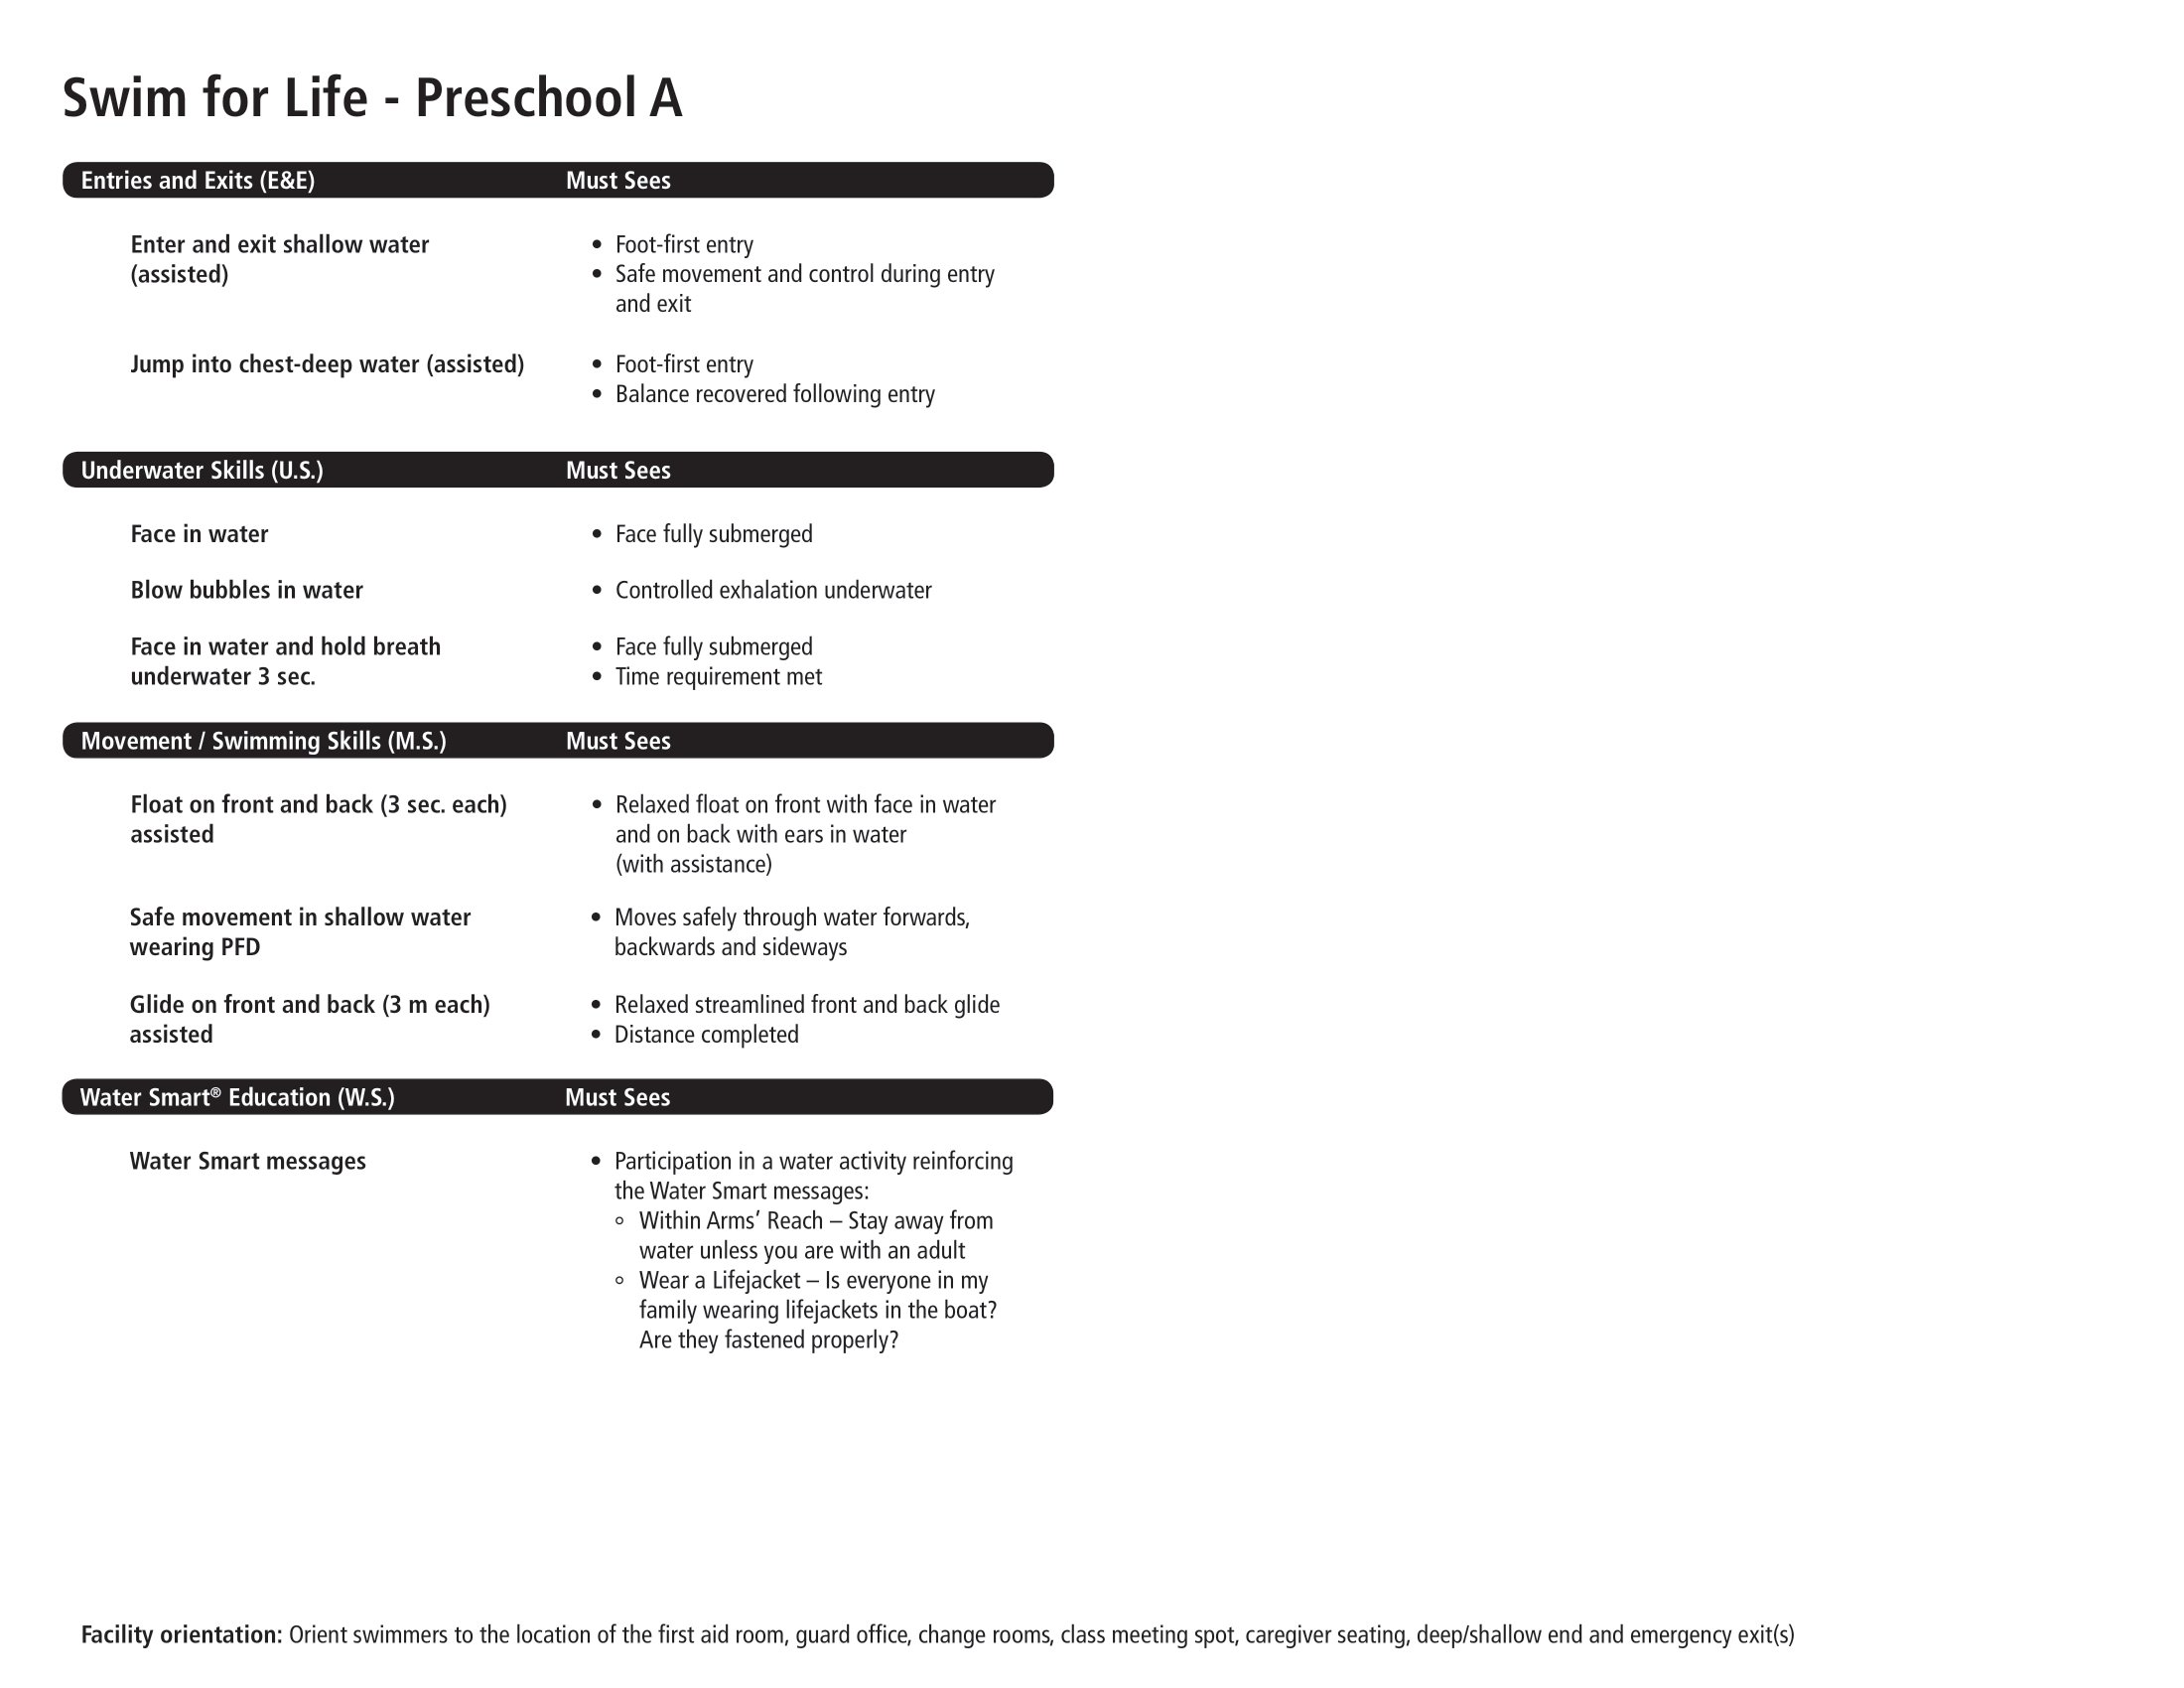 Swim for Life - Preschool A
Entries and Exits (E&E) Must Sees
Enter and exit shallow water
(assisted)
• Foot-first entry
• Safe movement and control during entry
and exit
Jump into chest-deep water (assisted)
• Foot-first entry
• Balance recovered following entry
Underwater Skills (U.S.) Must Sees
Face in water
• Face fully submerged
Blow bubbles in water
• Controlled exhalation underwater
Face in water and hold breath
underwater 3 sec.
• Face fully submerged
• Time requirement met
Movement / Swimming Skills (M.S.) Must Sees
Float on front and back (3 sec. each)
assisted
• Relaxed float on front with face in water
and on back with ears in water
(with assistance)
Safe movement in shallow water
wearing PFD
• Moves safely through water forwards,
backwards and sideways
Glide on front and back (3 m each)
assisted
• Relaxed streamlined front and back glide
• Distance completed
Water Smart® Education (W.S.) Must Sees
Water Smart messages
• Participation in a water activity reinforcing
the Water Smart messages:
◦ Within Arms’ Reach – Stay away from
water unless you are with an adult
◦ Wear a Lifejacket – Is everyone in my
family wearing lifejackets in the boat?
Are they fastened properly?
Facility orientation: Orient swimmers to the location of the first aid room, guard office, change rooms, class meeting spot, caregiver seating, deep/shallow end and emergency exit(s)